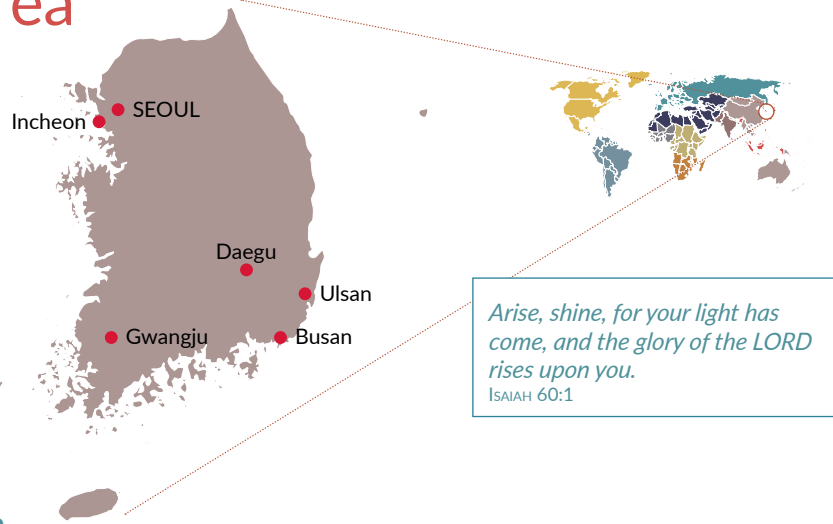 ea
SEOUL
Incheon
Daegu
Ulsan
Gwangju
Busan
Arise, shine, for your light has
come, and the glory of the LORD
rises upon you.
Isaiah 60:1